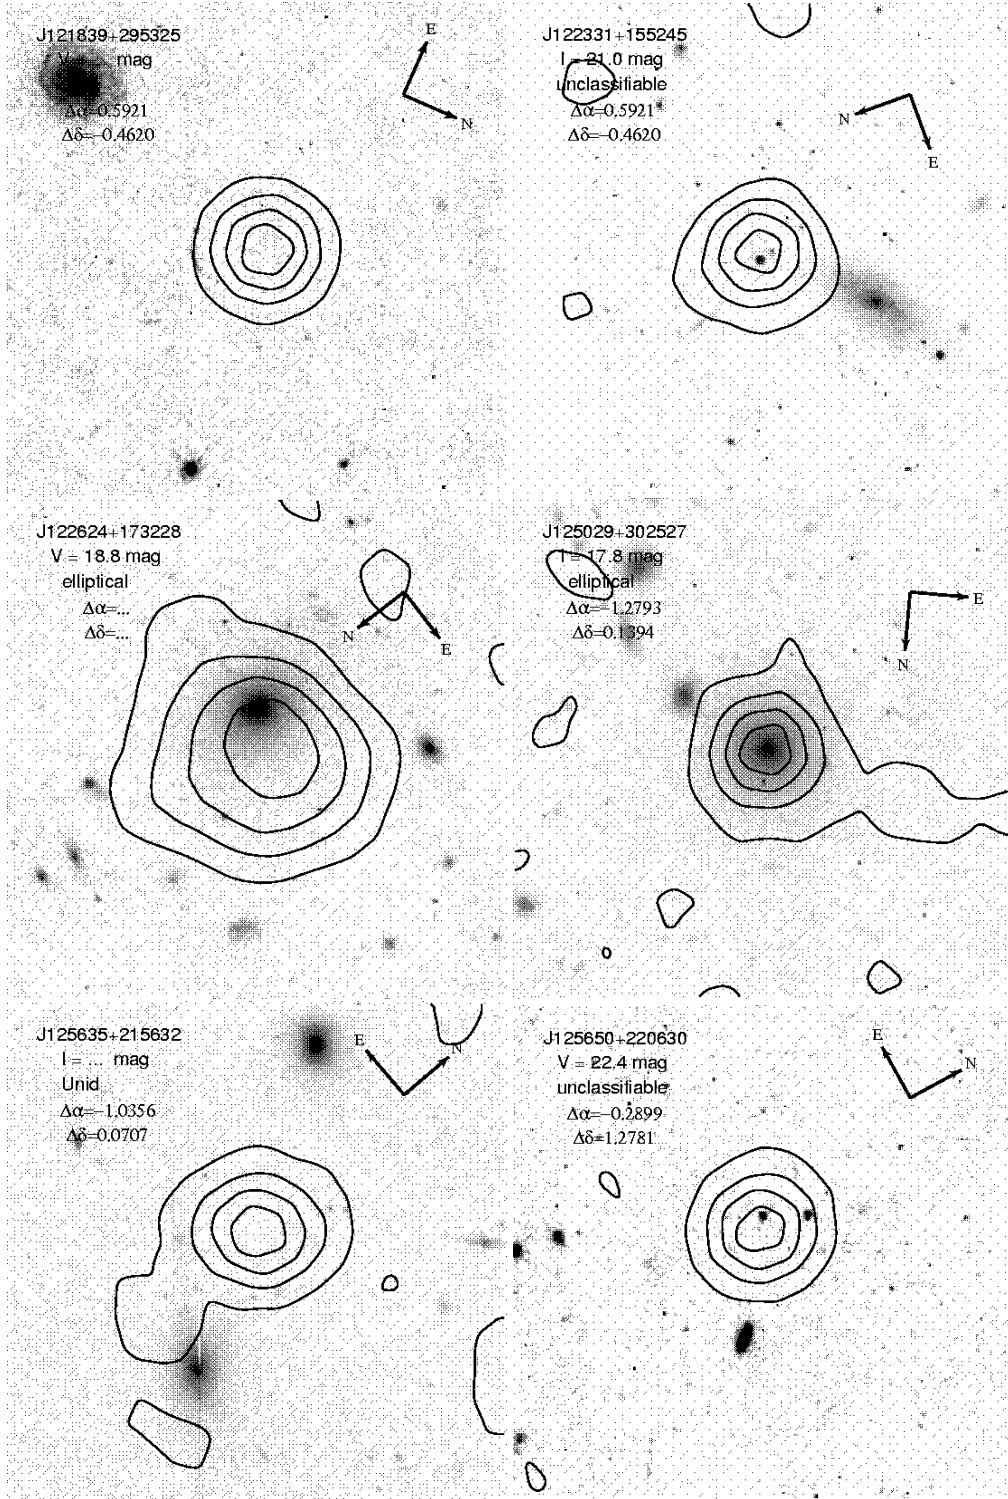 J121839+295325
V = ... mag
Δα=0.5921
Δδ=−0.4620
E
N
J122331+155245
I = 21.0 mag
unclassifiable
Δα=0.5921
Δδ=−0.4620
N
E
J122624+173228
V = 18.8 mag
elliptical
Δα=...
Δδ=...
N
E
J125029+302527
I = 17.8 mag
elliptical
Δα=−1.2793
Δδ=0.1394
E
N
J125635+215632
I = ... mag
Unid
Δα=−1.0356
Δδ=0.0707
E
N
J125650+220630
V = 22.4 mag
unclassifiable
Δα=−0.2899
Δδ=1.2781
E
N